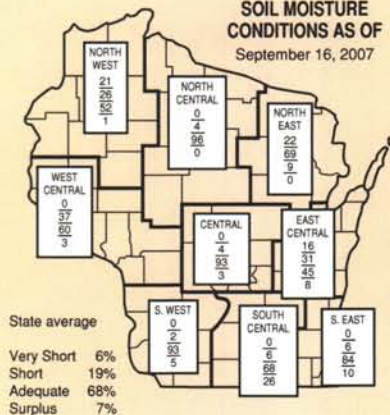 SOIL MOISTURE
CONDITIONS AS OF
September 16, 2007
NORTH
WEST
21
26
52
1
NORTH
CENTRAL
0
4
96
0
NORTH
EAST
22
69
9
0
WEST
CENTRAL
0
37
60
3
CENTRAL
0
4
93
3
EAST
CENTRAL
16
31
45
8
S. WEST
0
2
93
5
SOUTH
CENTRAL
0
6
68
26
S. EAST
0
6
84
10
State average
Very Short 6%
Short 19%
Adequate 68%
Surplus 7%